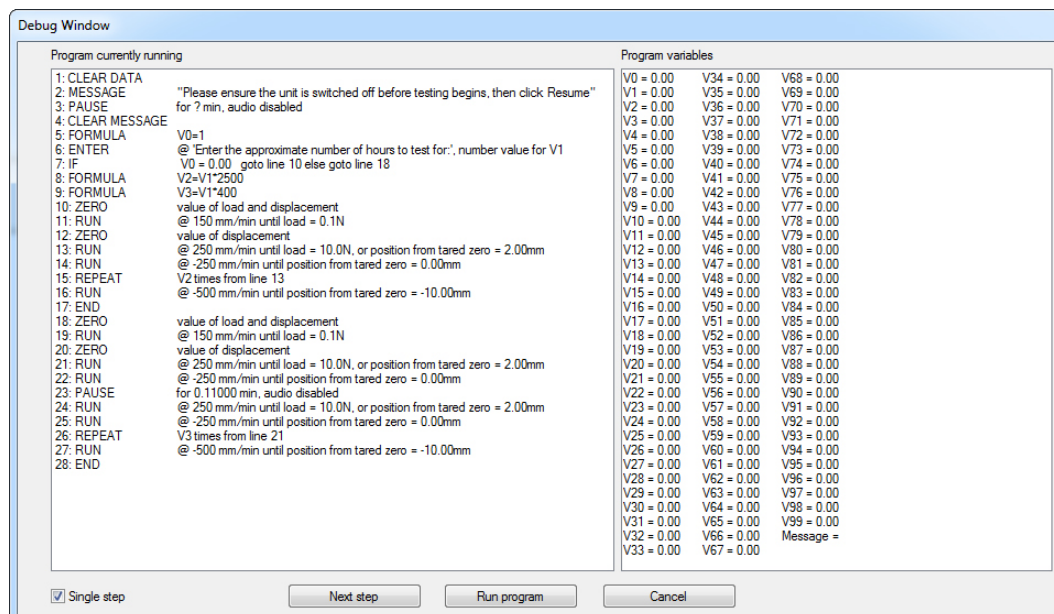 Debug Window
Program currently running
1: CLEAR DATA
2: MESSAGE "Please ensure the unit is switched off before testing begins, then click Resume"
3: PAUSE for ? min, audio disabled
4: CLEAR MESSAGE
5: FORMULA V0=1
6: ENTER @ 'Enter the approximate number of hours to test for:', number value for V1
7: IF V0 = 0.00 goto line 10 else goto line 18
8: FORMULA V2=V1*2500
9: FORMULA V3=V1*400
10: ZERO value of load and displacement
11: RUN @ 150 mm/min until load = 0.1N
12: ZERO value of displacement
13: RUN @ 250 mm/min until load = 10.0N, or position from tared zero = 2.00mm
14: RUN @ -250 mm/min until position from tared zero = 0.00mm
15: REPEAT V2 times from line 13
16: RUN @ -500 mm/min until position from tared zero = -10.00mm
17: END
18: ZERO value of load and displacement
19: RUN @ 150 mm/min until load = 0.1N
20: ZERO value of displacement
21: RUN @ 250 mm/min until load = 10.0N, or position from tared zero = 2.00mm
22: RUN @ -250 mm/min until position from tared zero = 0.00mm
23: PAUSE for 0.11000 min, audio disabled
24: RUN @ 250 mm/min until load = 10.0N, or position from tared zero = 2.00mm
25: RUN @ -250 mm/min until position from tared zero = 0.00mm
26: REPEAT V3 times from line 21
27: RUN @ -500 mm/min until position from tared zero = -10.00mm
28: END
Program variables
V0 = 0.00 V34 = 0.00 V68 = 0.00
V1 = 0.00 V35 = 0.00 V69 = 0.00
V2 = 0.00 V36 = 0.00 V70 = 0.00
V3 = 0.00 V37 = 0.00 V71 = 0.00
V4 = 0.00 V38 = 0.00 V72 = 0.00
V5 = 0.00 V39 = 0.00 V73 = 0.00
V6 = 0.00 V40 = 0.00 V74 = 0.00
V7 = 0.00 V41 = 0.00 V75 = 0.00
V8 = 0.00 V42 = 0.00 V76 = 0.00
V9 = 0.00 V43 = 0.00 V77 = 0.00
V10 = 0.00 V44 = 0.00 V78 = 0.00
V11 = 0.00 V45 = 0.00 V79 = 0.00
V12 = 0.00 V46 = 0.00 V80 = 0.00
V13 = 0.00 V47 = 0.00 V81 = 0.00
V14 = 0.00 V48 = 0.00 V82 = 0.00
V15 = 0.00 V49 = 0.00 V83 = 0.00
V16 = 0.00 V50 = 0.00 V84 = 0.00
V17 = 0.00 V51 = 0.00 V85 = 0.00
V18 = 0.00 V52 = 0.00 V86 = 0.00
V19 = 0.00 V53 = 0.00 V87 = 0.00
V20 = 0.00 V54 = 0.00 V88 = 0.00
V21 = 0.00 V55 = 0.00 V89 = 0.00
V22 = 0.00 V56 = 0.00 V90 = 0.00
V23 = 0.00 V57 = 0.00 V91 = 0.00
V24 = 0.00 V58 = 0.00 V92 = 0.00
V25 = 0.00 V59 = 0.00 V93 = 0.00
V26 = 0.00 V60 = 0.00 V94 = 0.00
V27 = 0.00 V61 = 0.00 V95 = 0.00
V28 = 0.00 V62 = 0.00 V96 = 0.00
V29 = 0.00 V63 = 0.00 V97 = 0.00
V30 = 0.00 V64 = 0.00 V98 = 0.00
V31 = 0.00 V65 = 0.00 V99 = 0.00
V32 = 0.00 V66 = 0.00 Message =
V33 = 0.00 V67 = 0.00
Single step
Next step
Run program
Cancel